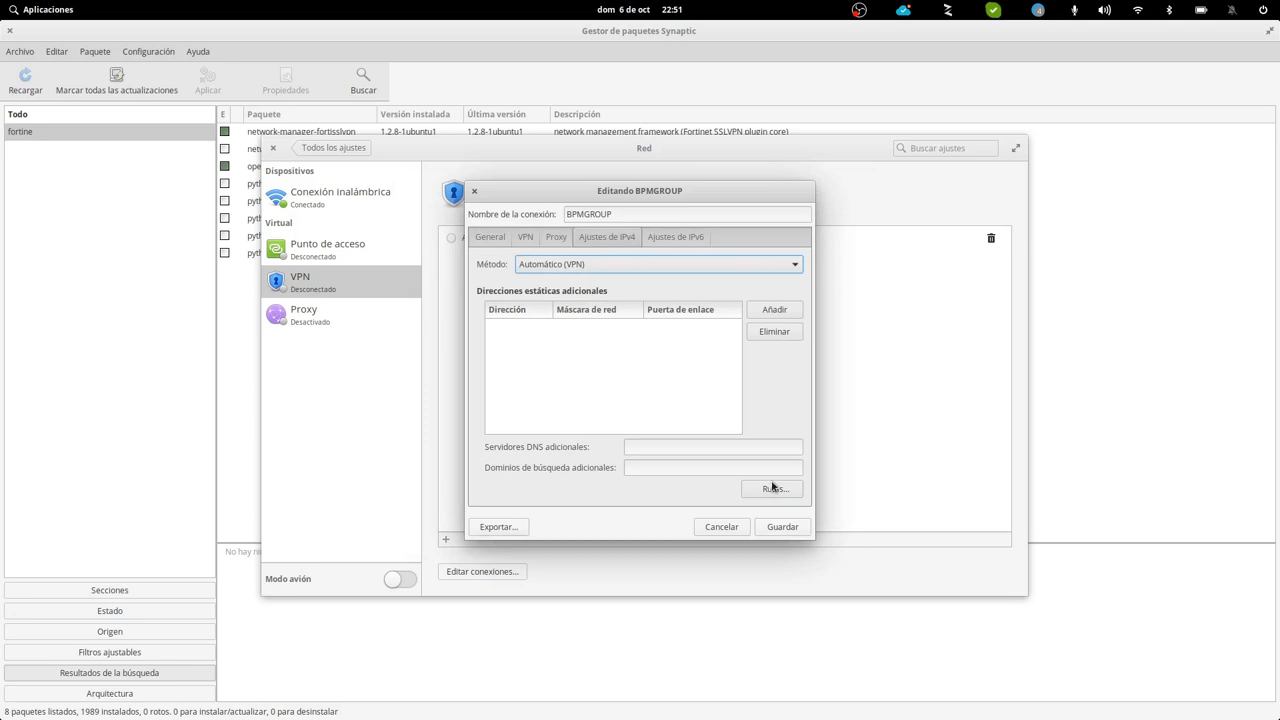 Aplicaciones
dom 6 de oct 22:51
4
Gestor de paquetes Synaptic
Archivo Editar Paquete Configuración Ayuda
Recargar Marcar todas las actualizaciones Aplicar Propiedades Buscar
Todo
fortine
E Paquete Versión instalada Última versión Descripción
network-manager-fortisslvpn 1.2.8-1ubuntu1 1.2.8-1ubuntu1 network management framework (Fortinet SSLVPN plugin core)
Todos los ajustes Red Buscar ajustes
Dispositivos
Conexión inalámbrica
Conectado
Virtual
Punto de acceso
Desconectado
VPN
Desconectado
Proxy
Desactivado
Modo avión
Editando BPMGROUP
Nombre de la conexión: BPMGROUP
General VPN Proxy Ajustes de IPv4 Ajustes de IPv6
Método: Automático (VPN)
Direcciones estáticas adicionales
Dirección Máscara de red Puerta de enlace
Añadir
Eliminar
Servidores DNS adicionales:
Dominios de búsqueda adicionales:
Exportar... Cancelar Guardar
Editar conexiones...
No hay
Secciones
Estado
Origen
Filtros ajustables
Resultados de la búsqueda
Arquitectura
8 paquetes listados, 1989 instalados, 0 rotos. 0 para instalar/actualizar, 0 para desinstalar